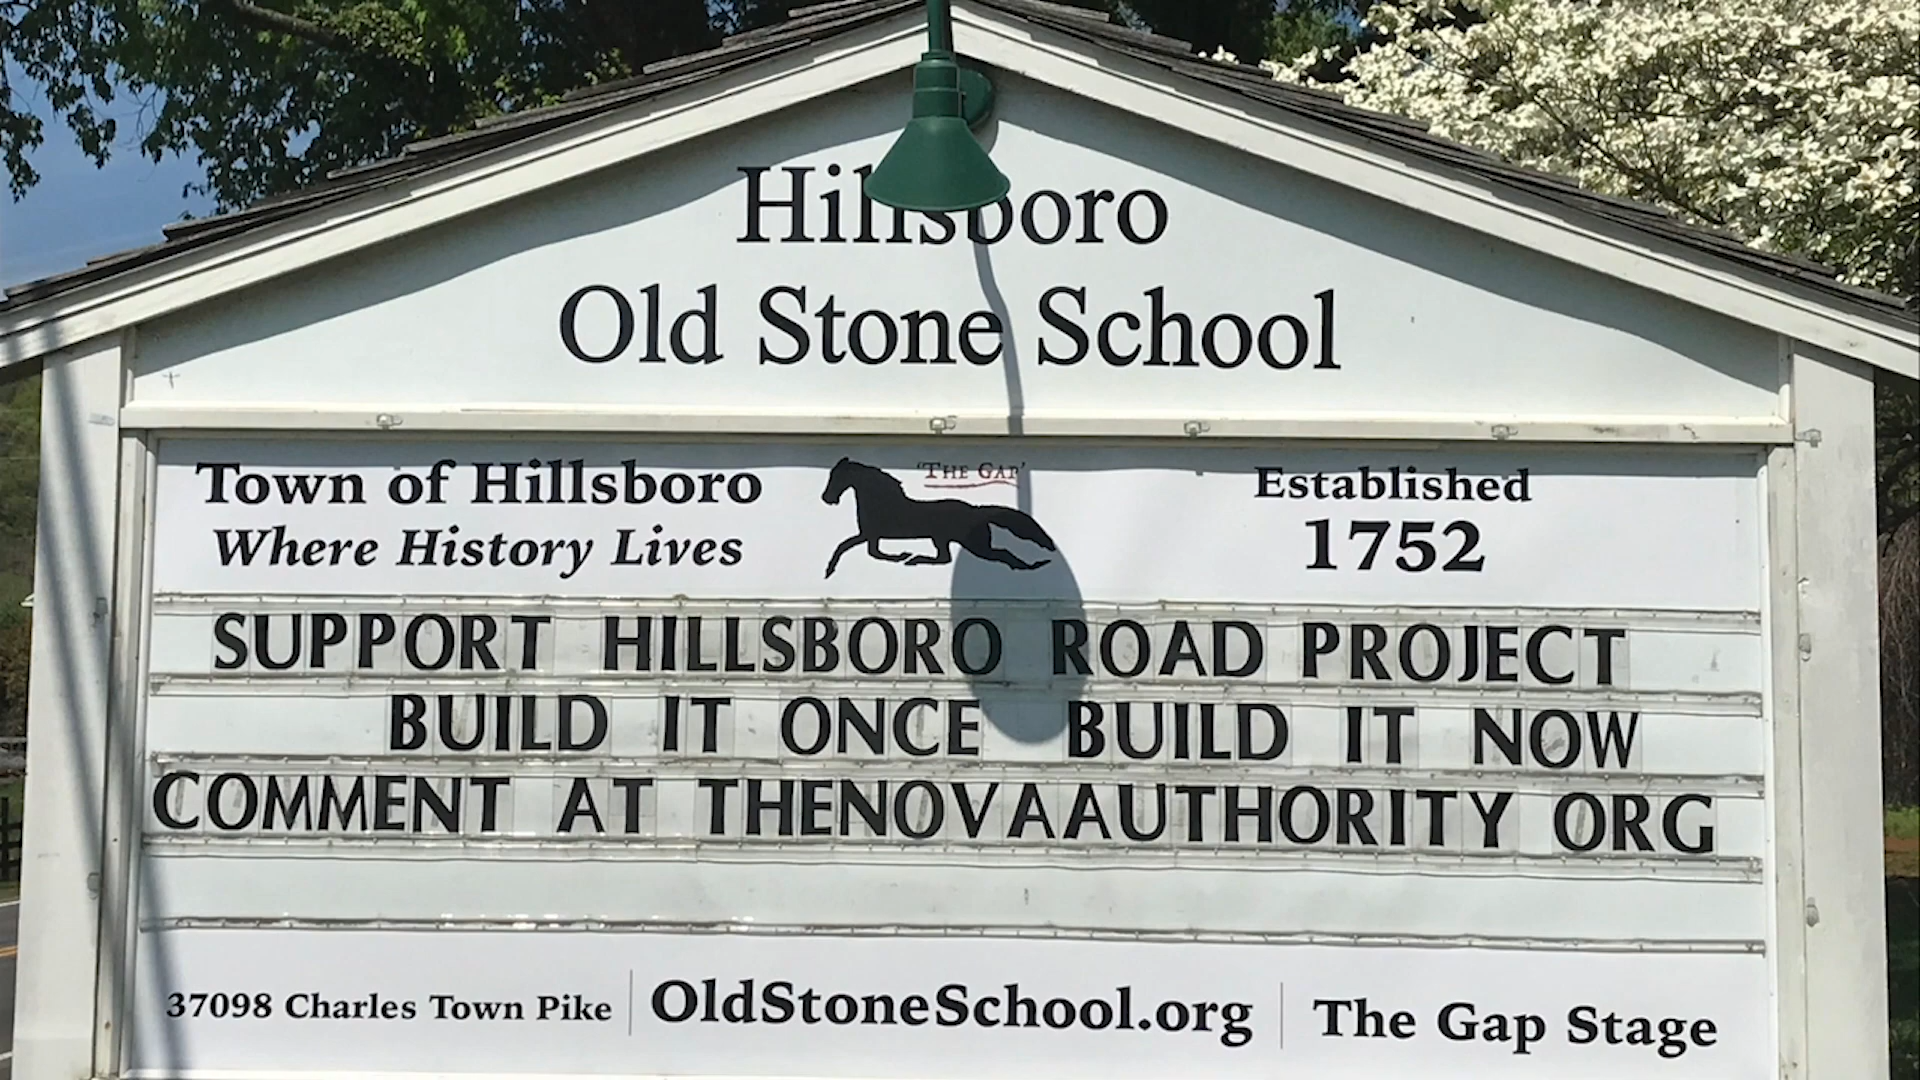 Hillsboro
Old Stone School
Town of Hillsboro
Where History Lives
'THE GAP'
Established
1752
SUPPORT HILLSBORO ROAD PROJECT
BUILD IT ONCE BUILD IT NOW
COMMENT AT THENOVAAUTHORITY ORG
37098 Charles Town Pike
OldStoneSchool.org
The Gap Stage